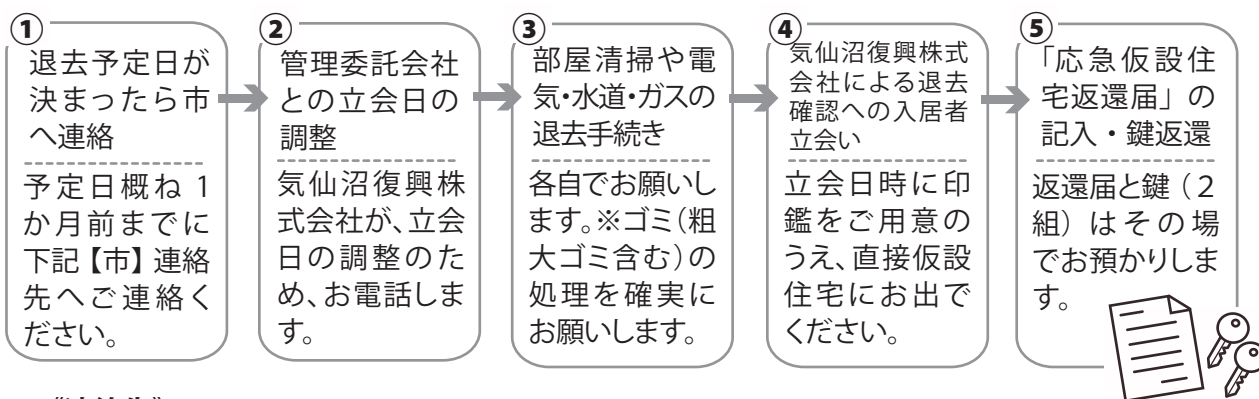 ①
退去予定日が
決まったら市
へ連絡
予定日概ね1
か月前までに
下記【市】連絡
先へご連絡く
ださい。
②
管理委託会社
との立会日の
調整
気仙沼復興株
式会社が、立会
日の調整のた
め、お電話しま
す。
③
部屋清掃や電
気・水道・ガスの
退去手続き
各自でお願いし
ます。※ゴミ(粗
大ゴミ含む)の
処理を確実に
お願いします。
④
気仙沼復興株式
会社による退去
確認への入居者
立会い
立会日時に印
鑑をご用意の
うえ、直接仮設
住宅にお出で
ください。
⑤
「応急仮設住
宅返還届」の
記入・鍵返還
返還届と鍵（2
組）はその場
でお預かりしま
す。